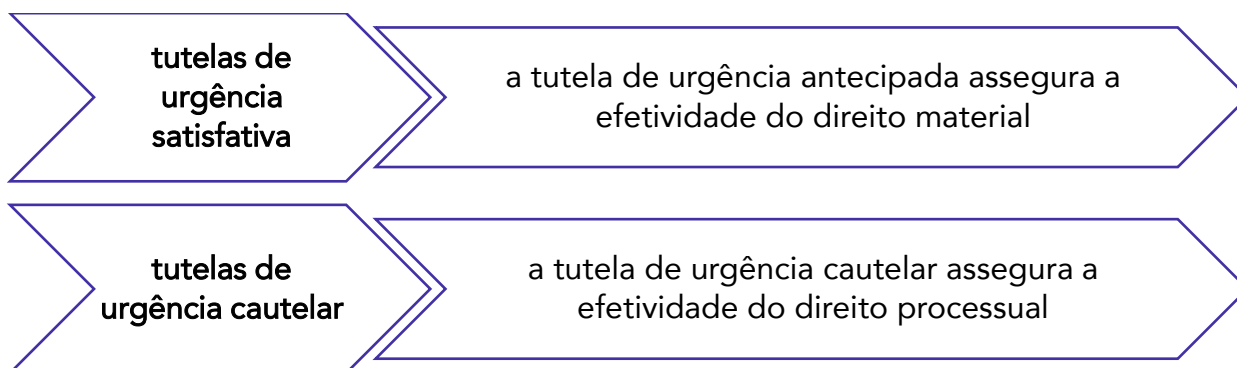 tutelas de
urgência
satisfativa
a tutela de urgência antecipada assegura a
efetividade do direito material
tutelas de
urgência cautelar
a tutela de urgência cautelar assegura a
efetividade do direito processual